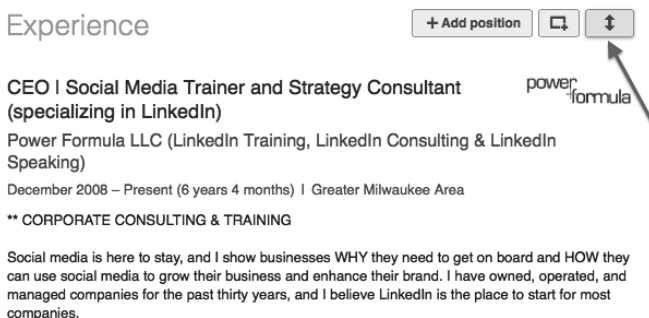 Experience
+ Add position
CEO | Social Media Trainer and Strategy Consultant
(specializing in LinkedIn)
power
+formula
Power Formula LLC (LinkedIn Training, LinkedIn Consulting & LinkedIn
Speaking)
December 2008 – Present (6 years 4 months) | Greater Milwaukee Area
** CORPORATE CONSULTING & TRAINING
Social media is here to stay, and I show businesses WHY they need to get on board and HOW they
can use social media to grow their business and enhance their brand. I have owned, operated, and
managed companies for the past thirty years, and I believe LinkedIn is the place to start for most
companies.